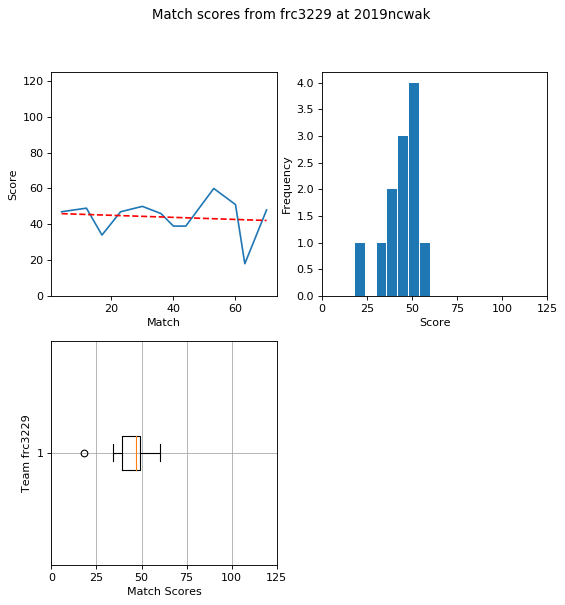 Match scores from frc3229 at 2019ncwak
120
100
80
60
40
20
0
Score
20 40 60
Match
4.0
3.5
3.0
2.5
2.0
1.5
1.0
0.5
0.0
Frequency
0 25 50 75 100 125
Score
1
Team frc3229
0 25 50 75 100 125
Match Scores